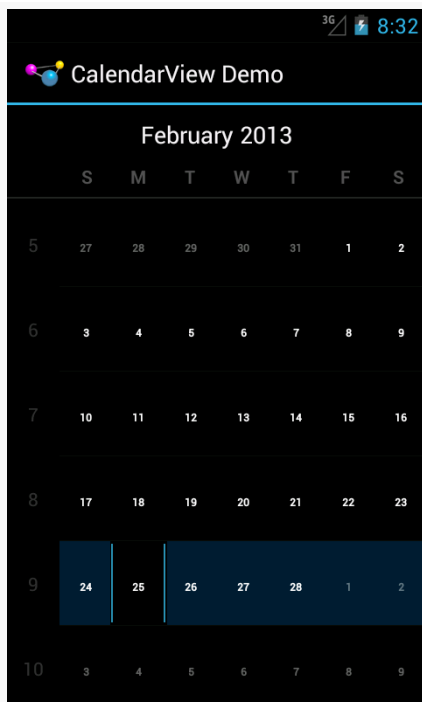 3G 8:32
CalendarView Demo
February 2013
S M T W T F S
5 27 28 29 30 31 1 2
6 3 4 5 6 7 8 9
7 10 11 12 13 14 15 16
8 17 18 19 20 21 22 23
9 24 25 26 27 28 1 2
10 3 4 5 6 7 8 9